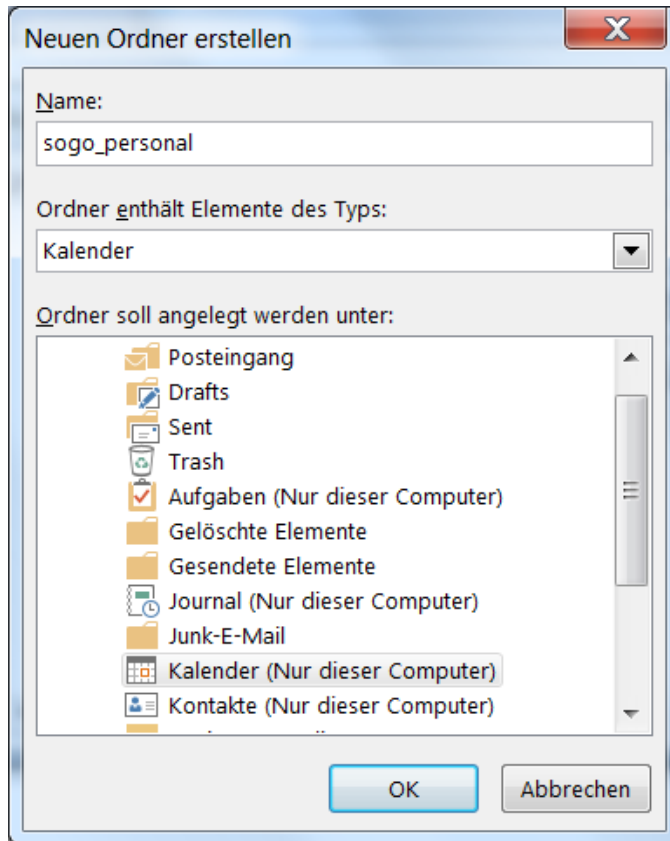 Neuen Ordner erstellen
Name:
sogo_personal
Ordner enthält Elemente des Typs:
Kalender
Ordner soll angelegt werden unter:
Posteingang
Drafts
Sent
Trash
Aufgaben (Nur dieser Computer)
Gelöschte Elemente
Gesendete Elemente
Journal (Nur dieser Computer)
Junk-E-Mail
Kalender (Nur dieser Computer)
Kontakte (Nur dieser Computer)
OK
Abbrechen